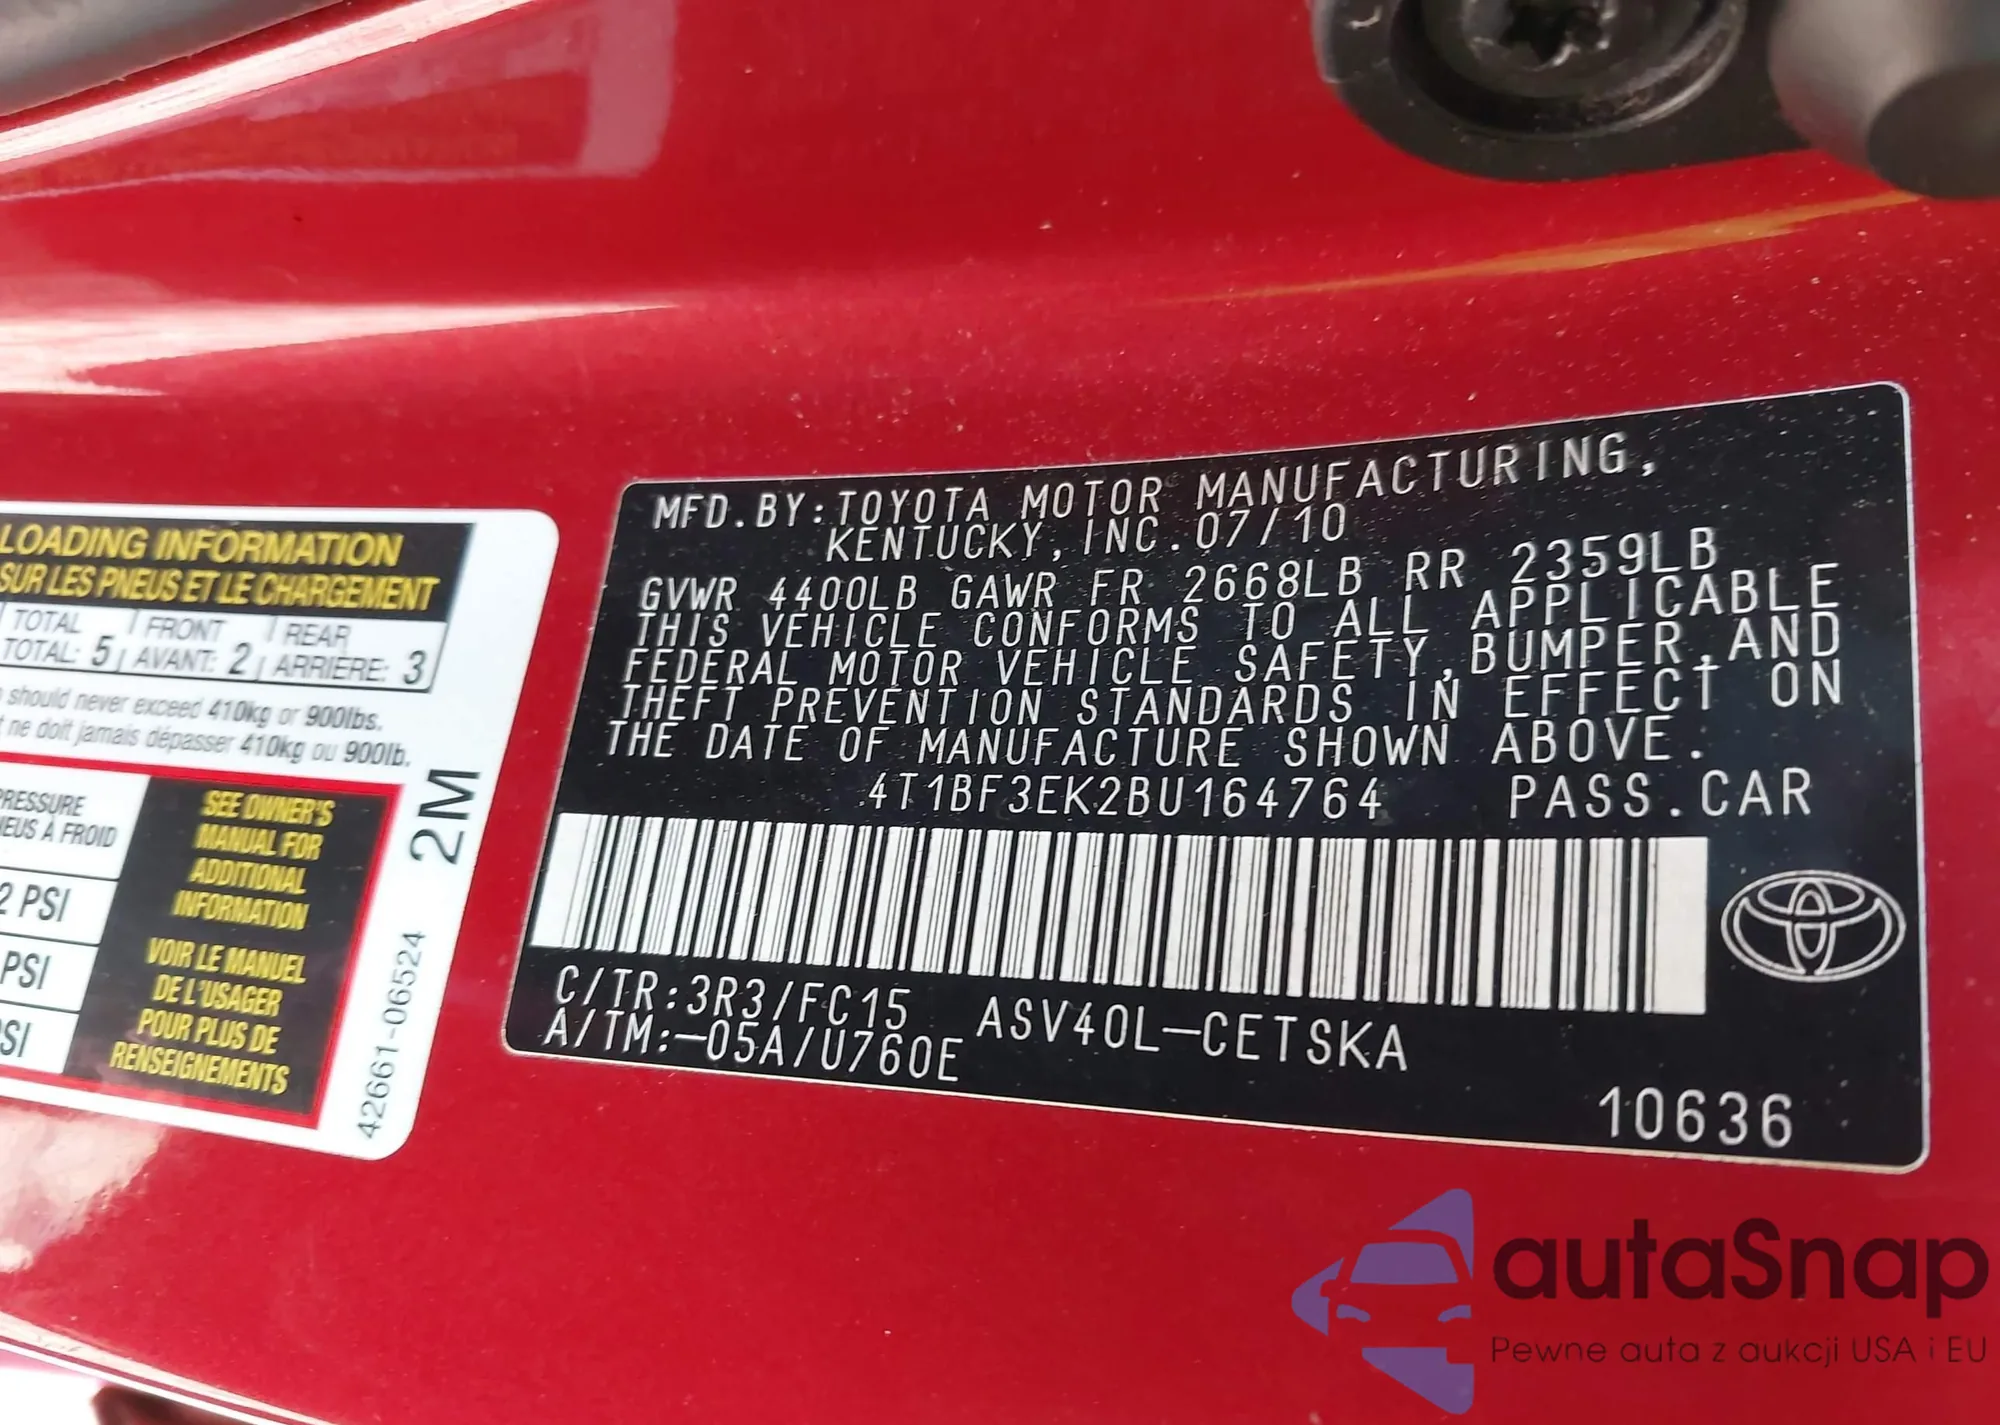 LOADING INFORMATION
SUR LES PNEUS ET LE CHARGEMENT
TOTAL | FRONT | REAR
TOTAL: 5 | AVANT: 2 | ARRIÈRE: 3
should never exceed 410kg or 900lbs.
ne doit jamais dépasser 410kg ou 900lb.
2M
SEE OWNER'S
MANUAL FOR
ADDITIONAL
INFORMATION
VOIR LE MANUEL
DE L'USAGER
POUR PLUS DE
RENSEIGNEMENTS
À FROID
2 PSI
PSI
42661-06524
MFD.BY:TOYOTA MOTOR MANUFACTURING,
KENTUCKY, INC.07/10
GVWR 4400LB GAWR FR 2668LB RR 2359LB
THIS VEHICLE CONFORMS TO ALL APPLICABLE
FEDERAL MOTOR VEHICLE SAFETY,BUMPER,AND
THEFT PREVENTION STANDARDS IN EFFECT ON
THE DATE OF MANUFACTURE SHOWN ABOVE.
4T1BF3EK2BU164764 PASS.CAR
C/TR:3R3/FC15 ASV40L-CETSKA
A/TM:-05A/U760E
10636
autaSnap
Pewne auta z aukcji USA i EU